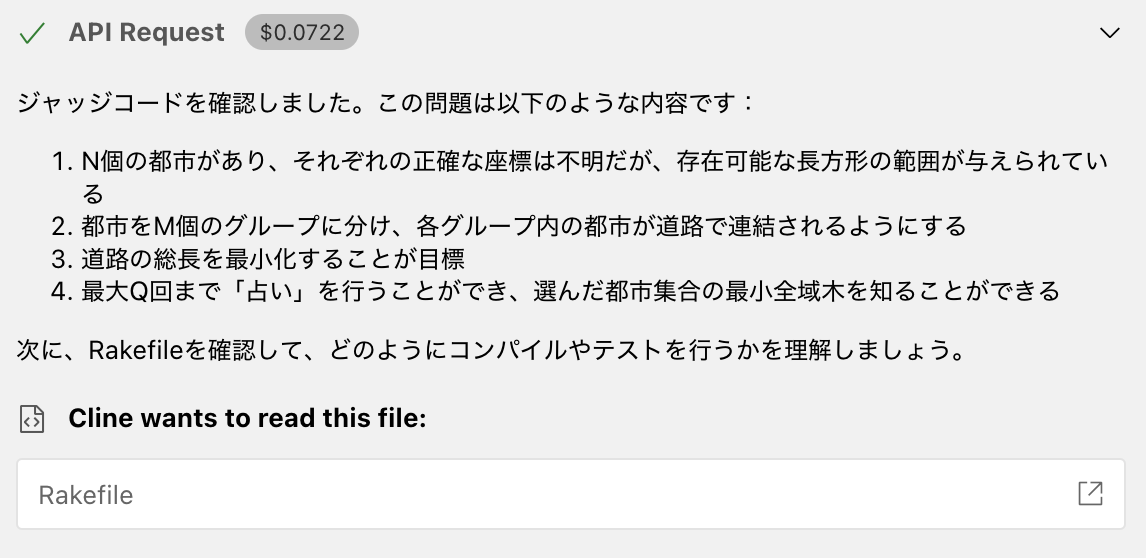 API Request $0.0722
ジャッジコードを確認しました。この問題は以下のような内容です：
1. N個の都市があり、それぞれの正確な座標は不明だが、存在可能な長方形の範囲が与えられてい
る
2. 都市をM個のグループに分け、各グループ内の都市が道路で連結されるようにする
3. 道路の総長を最小化することが目標
4. 最大Q回まで「占い」を行うことができ、選んだ都市集合の最小全域木を知ることができる
次に、Rakefileを確認して、どのようにコンパイルやテストを行うかを理解しましょう。
Cline wants to read this file:
Rakefile